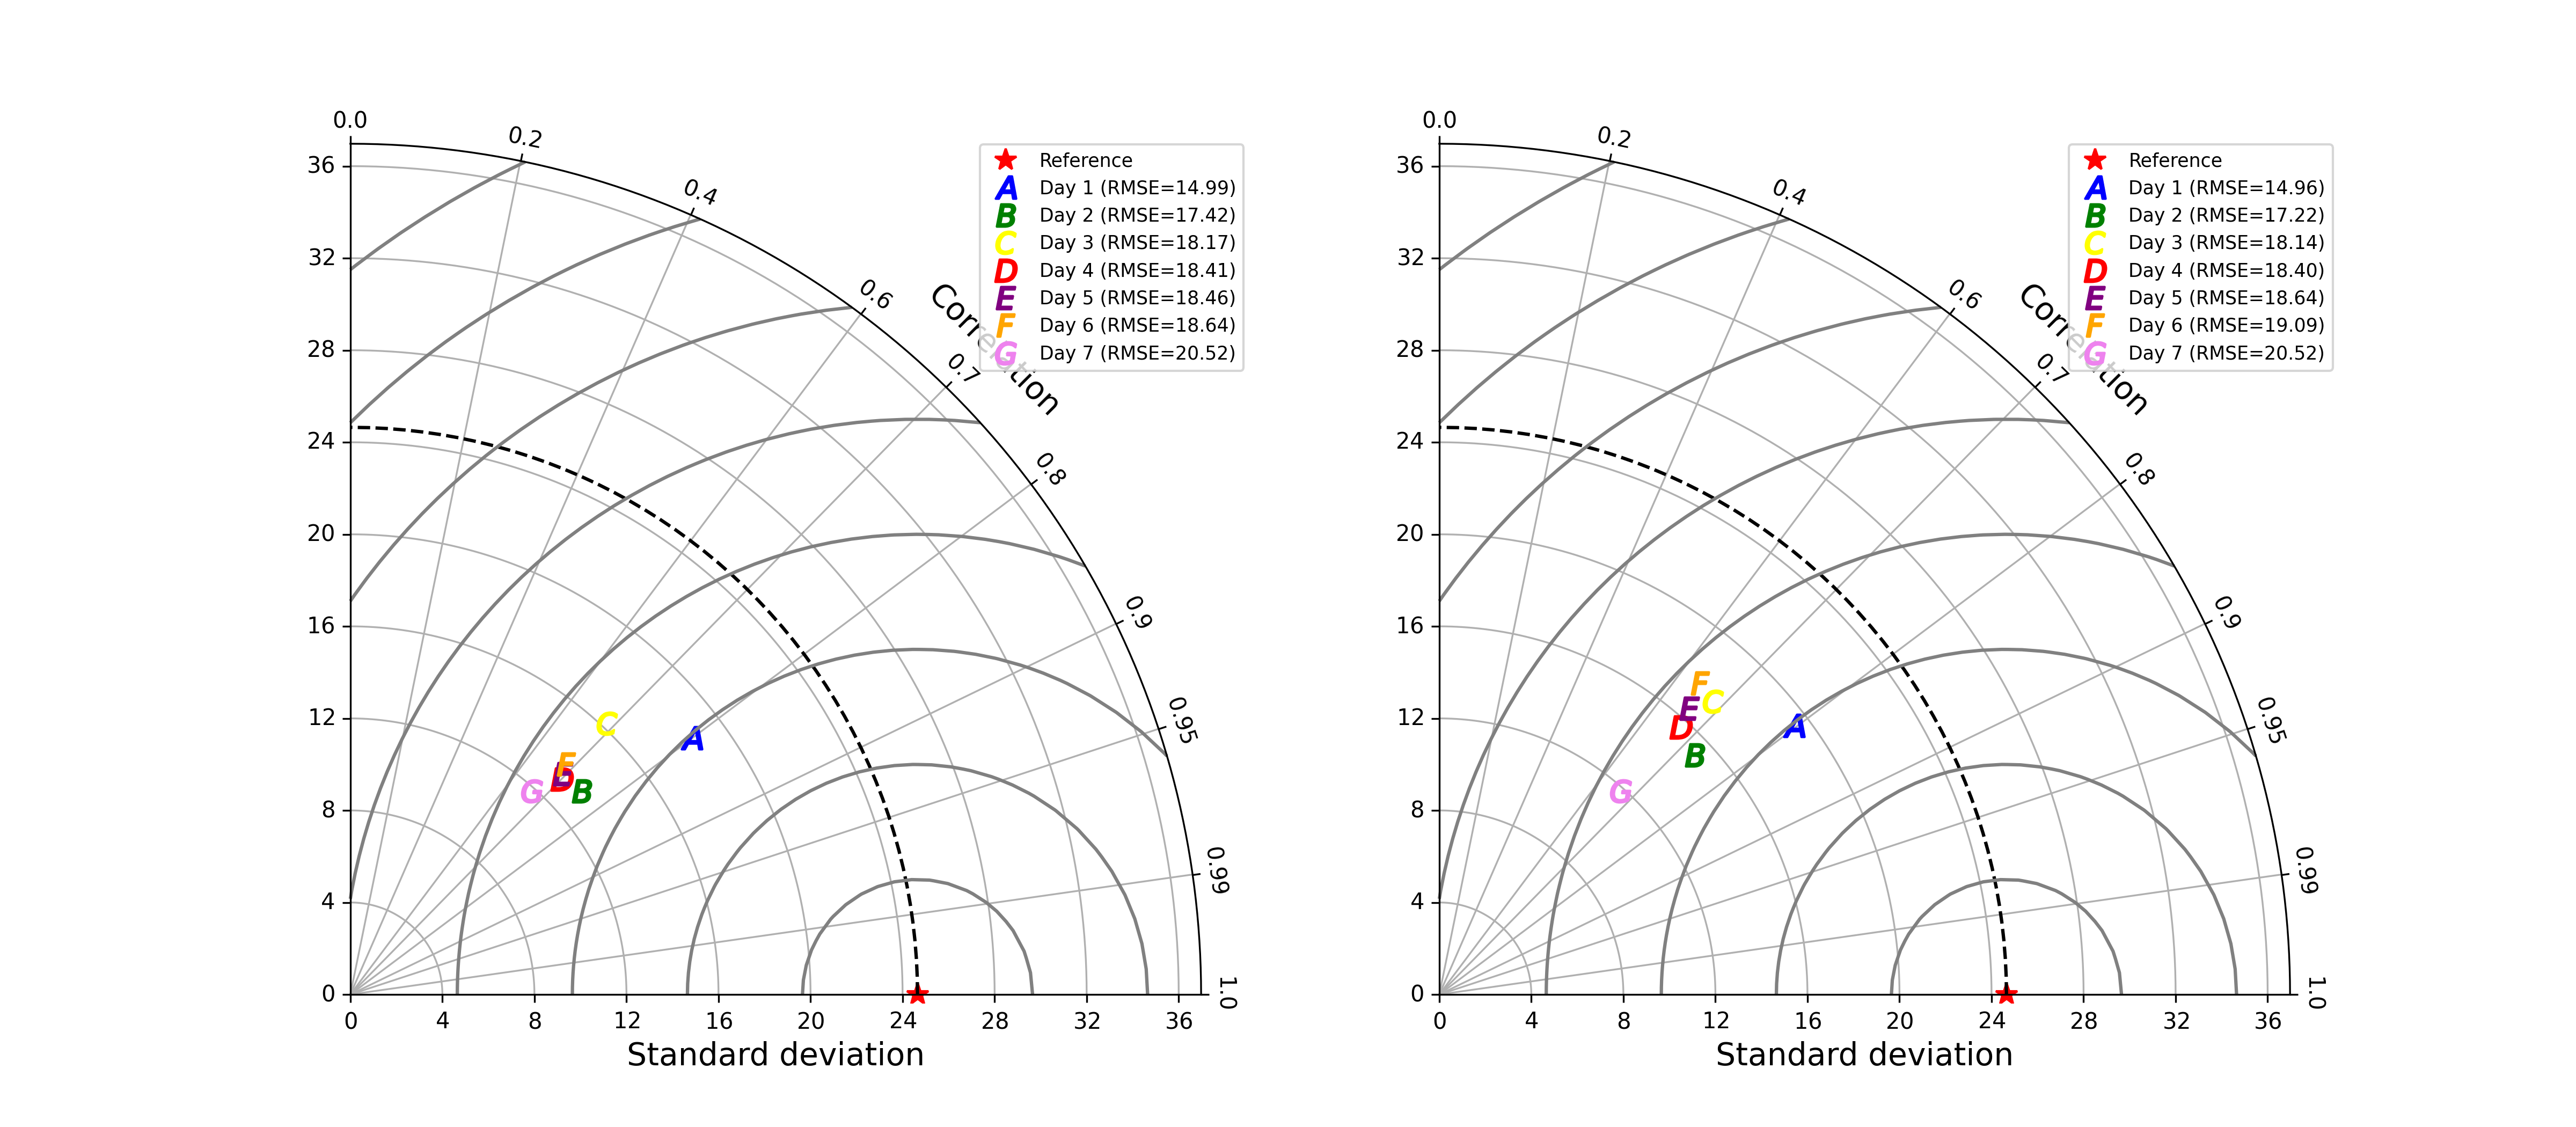 0.0
0.2
0.4
0.6
0.7
0.8
0.9
0.95
0.99
1.0
Correlation
Reference
A Day 1 (RMSE=14.99)
B Day 2 (RMSE=17.42)
C Day 3 (RMSE=18.17)
D Day 4 (RMSE=18.41)
E Day 5 (RMSE=18.46)
F Day 6 (RMSE=18.64)
G Day 7 (RMSE=20.52)
36
32
28
24
20
16
12
8
4
0
C
A
F
E
D
G
B
0 4 8 12 16 20 24 28 32 36
Standard deviation
0.0
0.2
0.4
0.6
0.7
0.8
0.9
0.95
0.99
1.0
Correlation
Reference
A Day 1 (RMSE=14.96)
B Day 2 (RMSE=17.22)
C Day 3 (RMSE=18.14)
D Day 4 (RMSE=18.40)
E Day 5 (RMSE=18.64)
F Day 6 (RMSE=19.09)
G Day 7 (RMSE=20.52)
36
32
28
24
20
16
12
8
4
0
F
C
E
D
A
B
G
0 4 8 12 16 20 24 28 32 36
Standard deviation